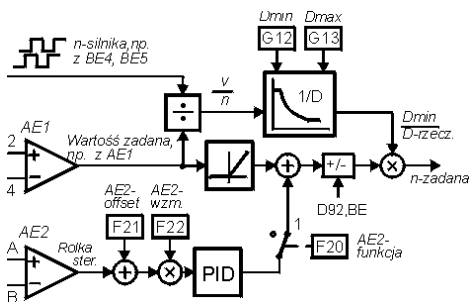 Dmin Dmax
n-silnika,np.
z BE4, BE5
G12 G13
v
n
÷
1/D
Dmin
D-rzecz.
AE1
Wartość zadana,
np. z AE1
2
+
4
−
+
+/-
×
n-zadana
D92,BE
AE2-
offset
AE2-
wzm.
F21 F22
1
AE2
Rolka
ster.
A
+
B
−
+
×
PID
F20
AE2-
funkcja